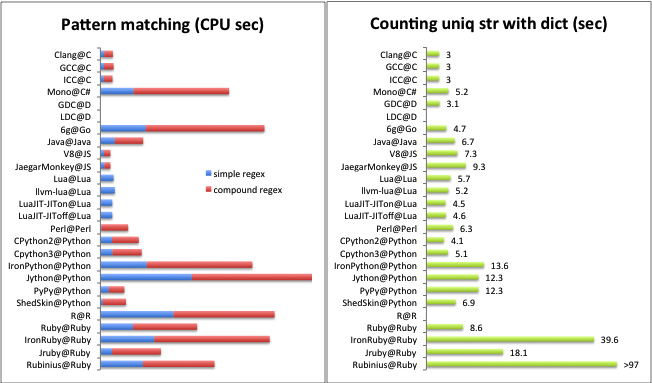 Pattern matching (CPU sec)
Clang@C
GCC@C
ICC@C
Mono@C#
GDC@D
LDC@D
6g@Go
Java@Java
V8@JS
JaegarMonkey@JS
Lua@Lua
llvm-lua@Lua
LuaJIT-JITon@Lua
LuaJIT-JIToff@Lua
Perl@Perl
CPython2@Python
Cpython3@Python
IronPython@Python
Jython@Python
PyPy@Python
ShedSkin@Python
R@R
Ruby@Ruby
IronRuby@Ruby
Jruby@Ruby
Rubinius@Ruby
simple regex
compound regex
Counting uniq str with dict (sec)
Clang@C 3
GCC@C 3
ICC@C 3
Mono@C# 5.2
GDC@D 3.1
LDC@D
6g@Go 4.7
Java@Java 6.7
V8@JS 7.3
JaegarMonkey@JS 9.3
Lua@Lua 5.7
llvm-lua@Lua 5.2
LuaJIT-JITon@Lua 4.5
LuaJIT-JIToff@Lua 4.6
Perl@Perl 6.3
CPython2@Python 4.1
Cpython3@Python 5.1
IronPython@Python 13.6
Jython@Python 12.3
PyPy@Python 12.3
ShedSkin@Python 6.9
R@R
Ruby@Ruby 8.6
IronRuby@Ruby 39.6
Jruby@Ruby 18.1
Rubinius@Ruby >97